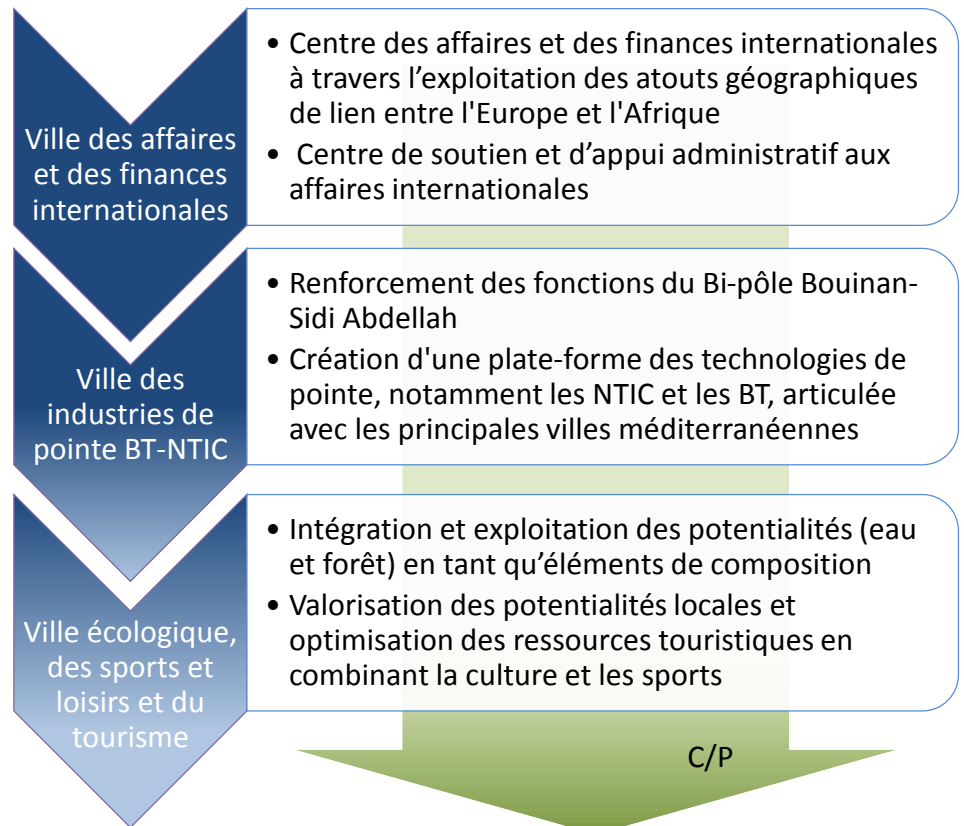 Ville des affaires
et des finances
internationales
• Centre des affaires et des finances internationales
à travers l’exploitation des atouts géographiques
de lien entre l'Europe et l'Afrique
• Centre de soutien et d’appui administratif aux
affaires internationales
Ville des
industries de
pointe BT-NTIC
• Renforcement des fonctions du Bi-pôle Bouinan-
Sidi Abdellah
• Création d'une plate-forme des technologies de
pointe, notamment les NTIC et les BT, articulée
avec les principales villes méditerranéennes
Ville écologique,
des sports et
loisirs et du
tourisme
• Intégration et exploitation des potentialités (eau
et forêt) en tant qu’éléments de composition
• Valorisation des potentialités locales et
optimisation des ressources touristiques en
combinant la culture et les sports
C/P